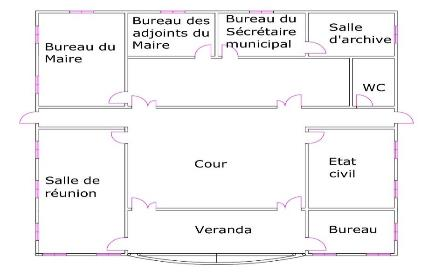 Bureau du
Maire
Bureau des
adjoints du
Maire
Bureau du
Sécrétaire
municipal
Salle
d'archive
WC
Cour
Etat
civil
Salle de
réunion
Veranda
Bureau